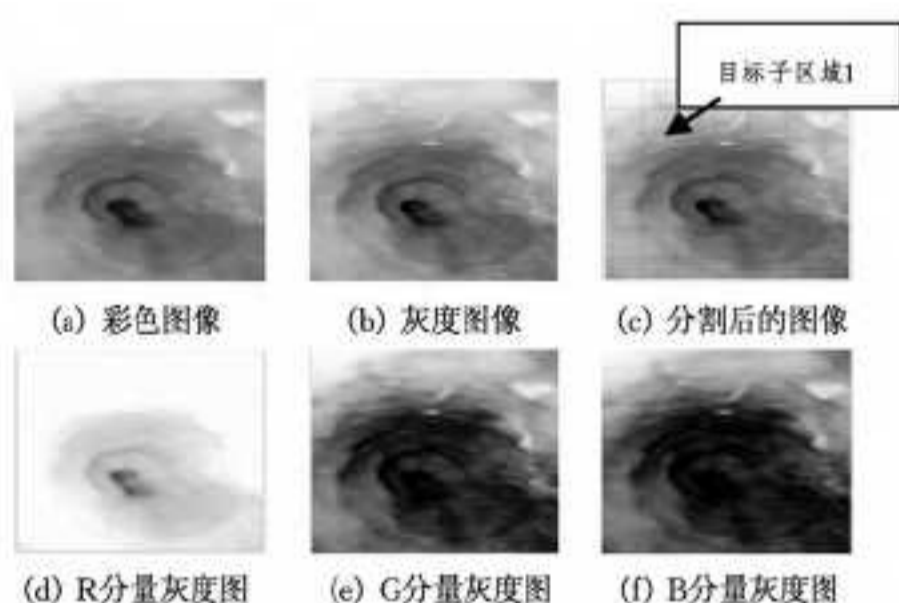 目标子区域1
(a) 彩色图像
(b) 灰度图像
(c) 分割后的图像
(d) R分量灰度图
(e) G分量灰度图
(f) B分量灰度图